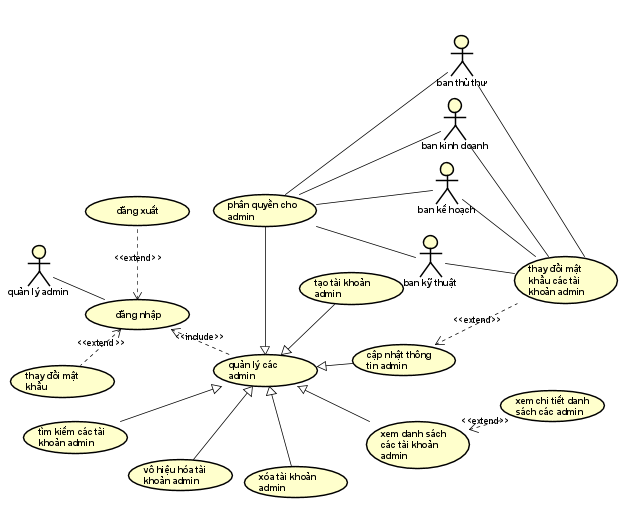 ban thủ thư
ban kinh doanh
đăng xuất
phân quyền cho
admin
ban kế hoạch
<<extend>>
quản lý admin
ban kỹ thuật
tạo tài khoản
admin
thay đổi mật
khẩu các tài
khoản admin
đăng nhập
<<extend>>
<<include>>
<<extend>>
thay đổi mật
khẩu
quản lý các
admin
cập nhật thông
tin admin
xem chi tiết danh
sách các admin
<<extend>>
tìm kiếm các tài
khoản admin
xem danh sách
các tài khoản
admin
vô hiệu hóa tài
khoản admin
xóa tài khoản
admin